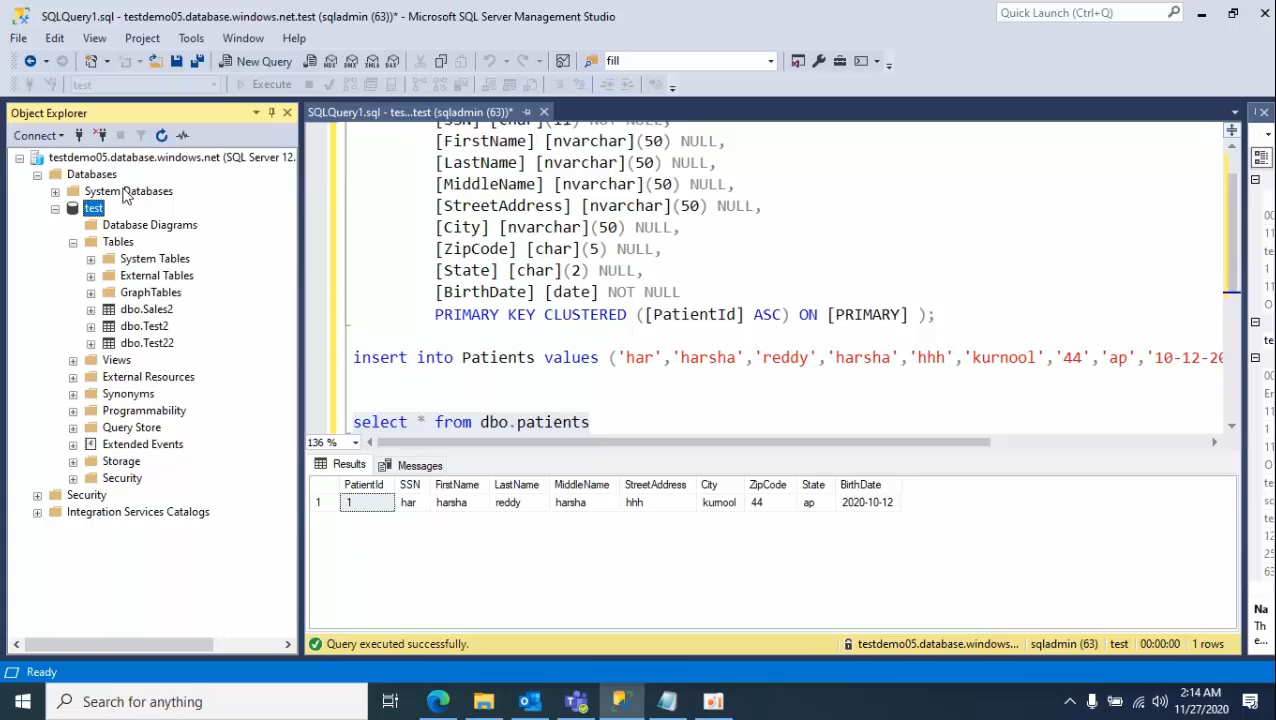 SQLQuery1.sql - testdemo05.database.windows.net.test (sqladmin (63))* - Microsoft SQL Server Management Studio
Quick Launch (Ctrl+Q)
File Edit View Project Tools Window Help
New Query
fill
test
Execute
Object Explorer
SQLQuery1.sql - tes...test (sqladmin (63))*
Connect
testdemo05.database.windows.net (SQL Server 12.
Databases
System Databases
test
Database Diagrams
Tables
System Tables
External Tables
GraphTables
dbo.Sales2
dbo.Test2
dbo.Test22
Views
External Resources
Synonyms
Programmability
Query Store
Extended Events
Storage
Security
Security
Integration Services Catalogs
[SSN] [char](11) NOT NULL,
[FirstName] [nvarchar](50) NULL,
[LastName] [nvarchar](50) NULL,
[MiddleName] [nvarchar](50) NULL,
[StreetAddress] [nvarchar](50) NULL,
[City] [nvarchar](50) NULL,
[ZipCode] [char](5) NULL,
[State] [char](2) NULL,
[BirthDate] [date] NOT NULL
PRIMARY KEY CLUSTERED ([PatientId] ASC) ON [PRIMARY] );
insert into Patients values ('har','harsha','reddy','harsha','hhh','kurnool','44','ap','10-12-20
select * from dbo.patients
136 %
Results Messages
PatientId SSN FirstName LastName MiddleName StreetAddress City ZipCode State BirthDate
1 1 har harsha reddy harsha hhh kurnool 44 ap 2020-10-12
Query executed successfully.
testdemo05.database.windows... sqladmin (63) test 00:00:00 1 rows
Na
Th
e...
Ready
Search for anything
2:14 AM
11/27/2020